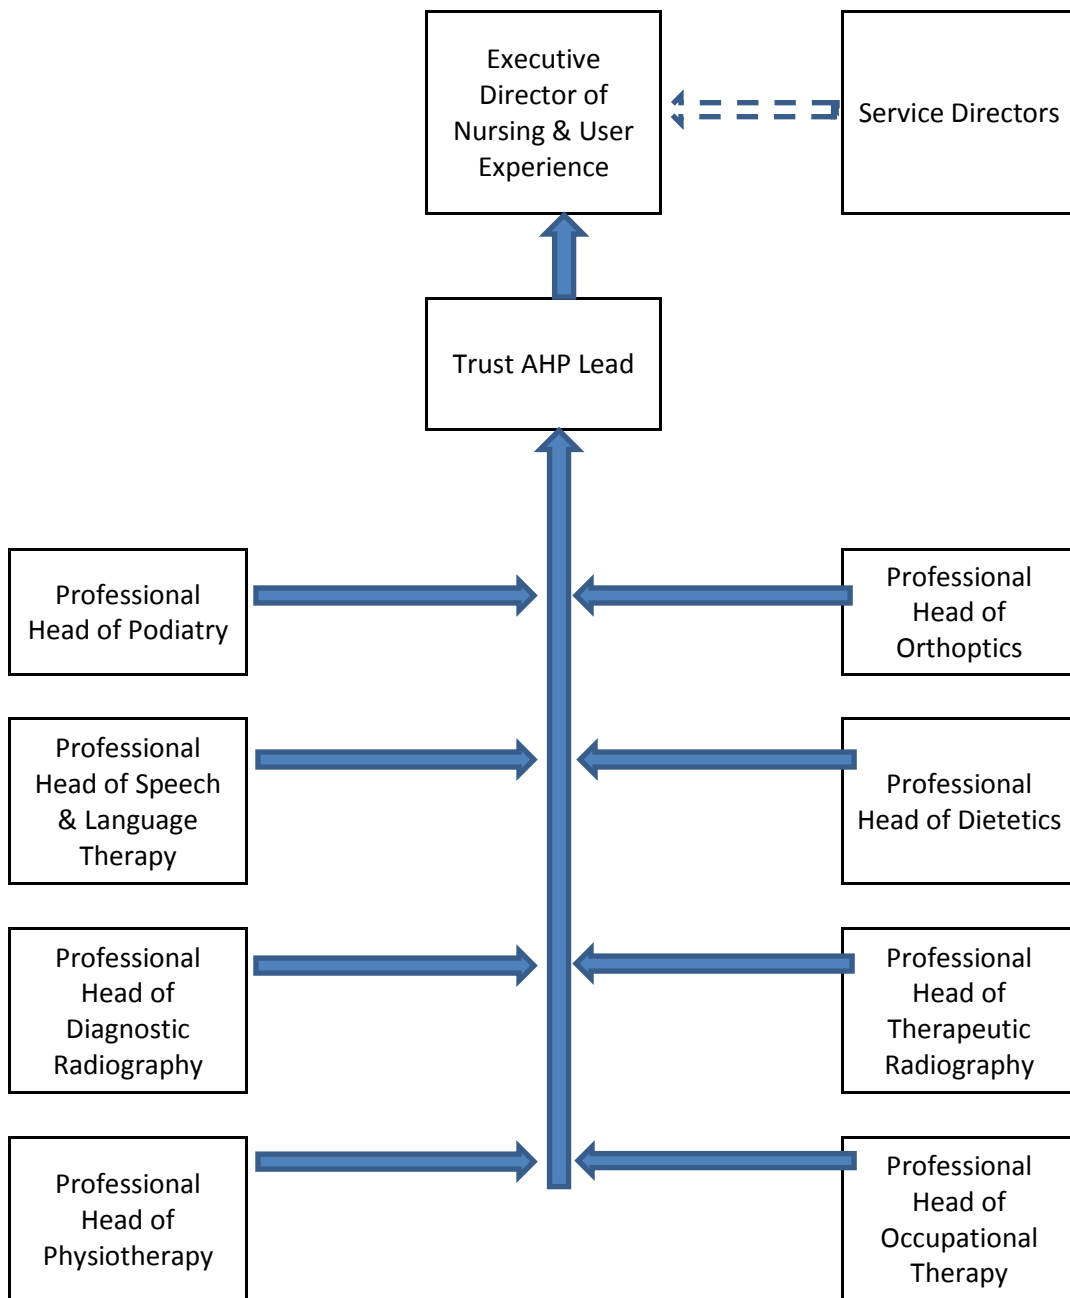 Executive
Director of
Nursing & User
Experience
Service Directors
Trust AHP Lead
Professional
Head of Podiatry
Professional
Head of
Orthoptics
Professional
Head of Speech
& Language
Therapy
Professional
Head of Dietetics
Professional
Head of
Diagnostic
Radiography
Professional
Head of
Therapeutic
Radiography
Professional
Head of
Physiotherapy
Professional
Head of
Occupational
Therapy